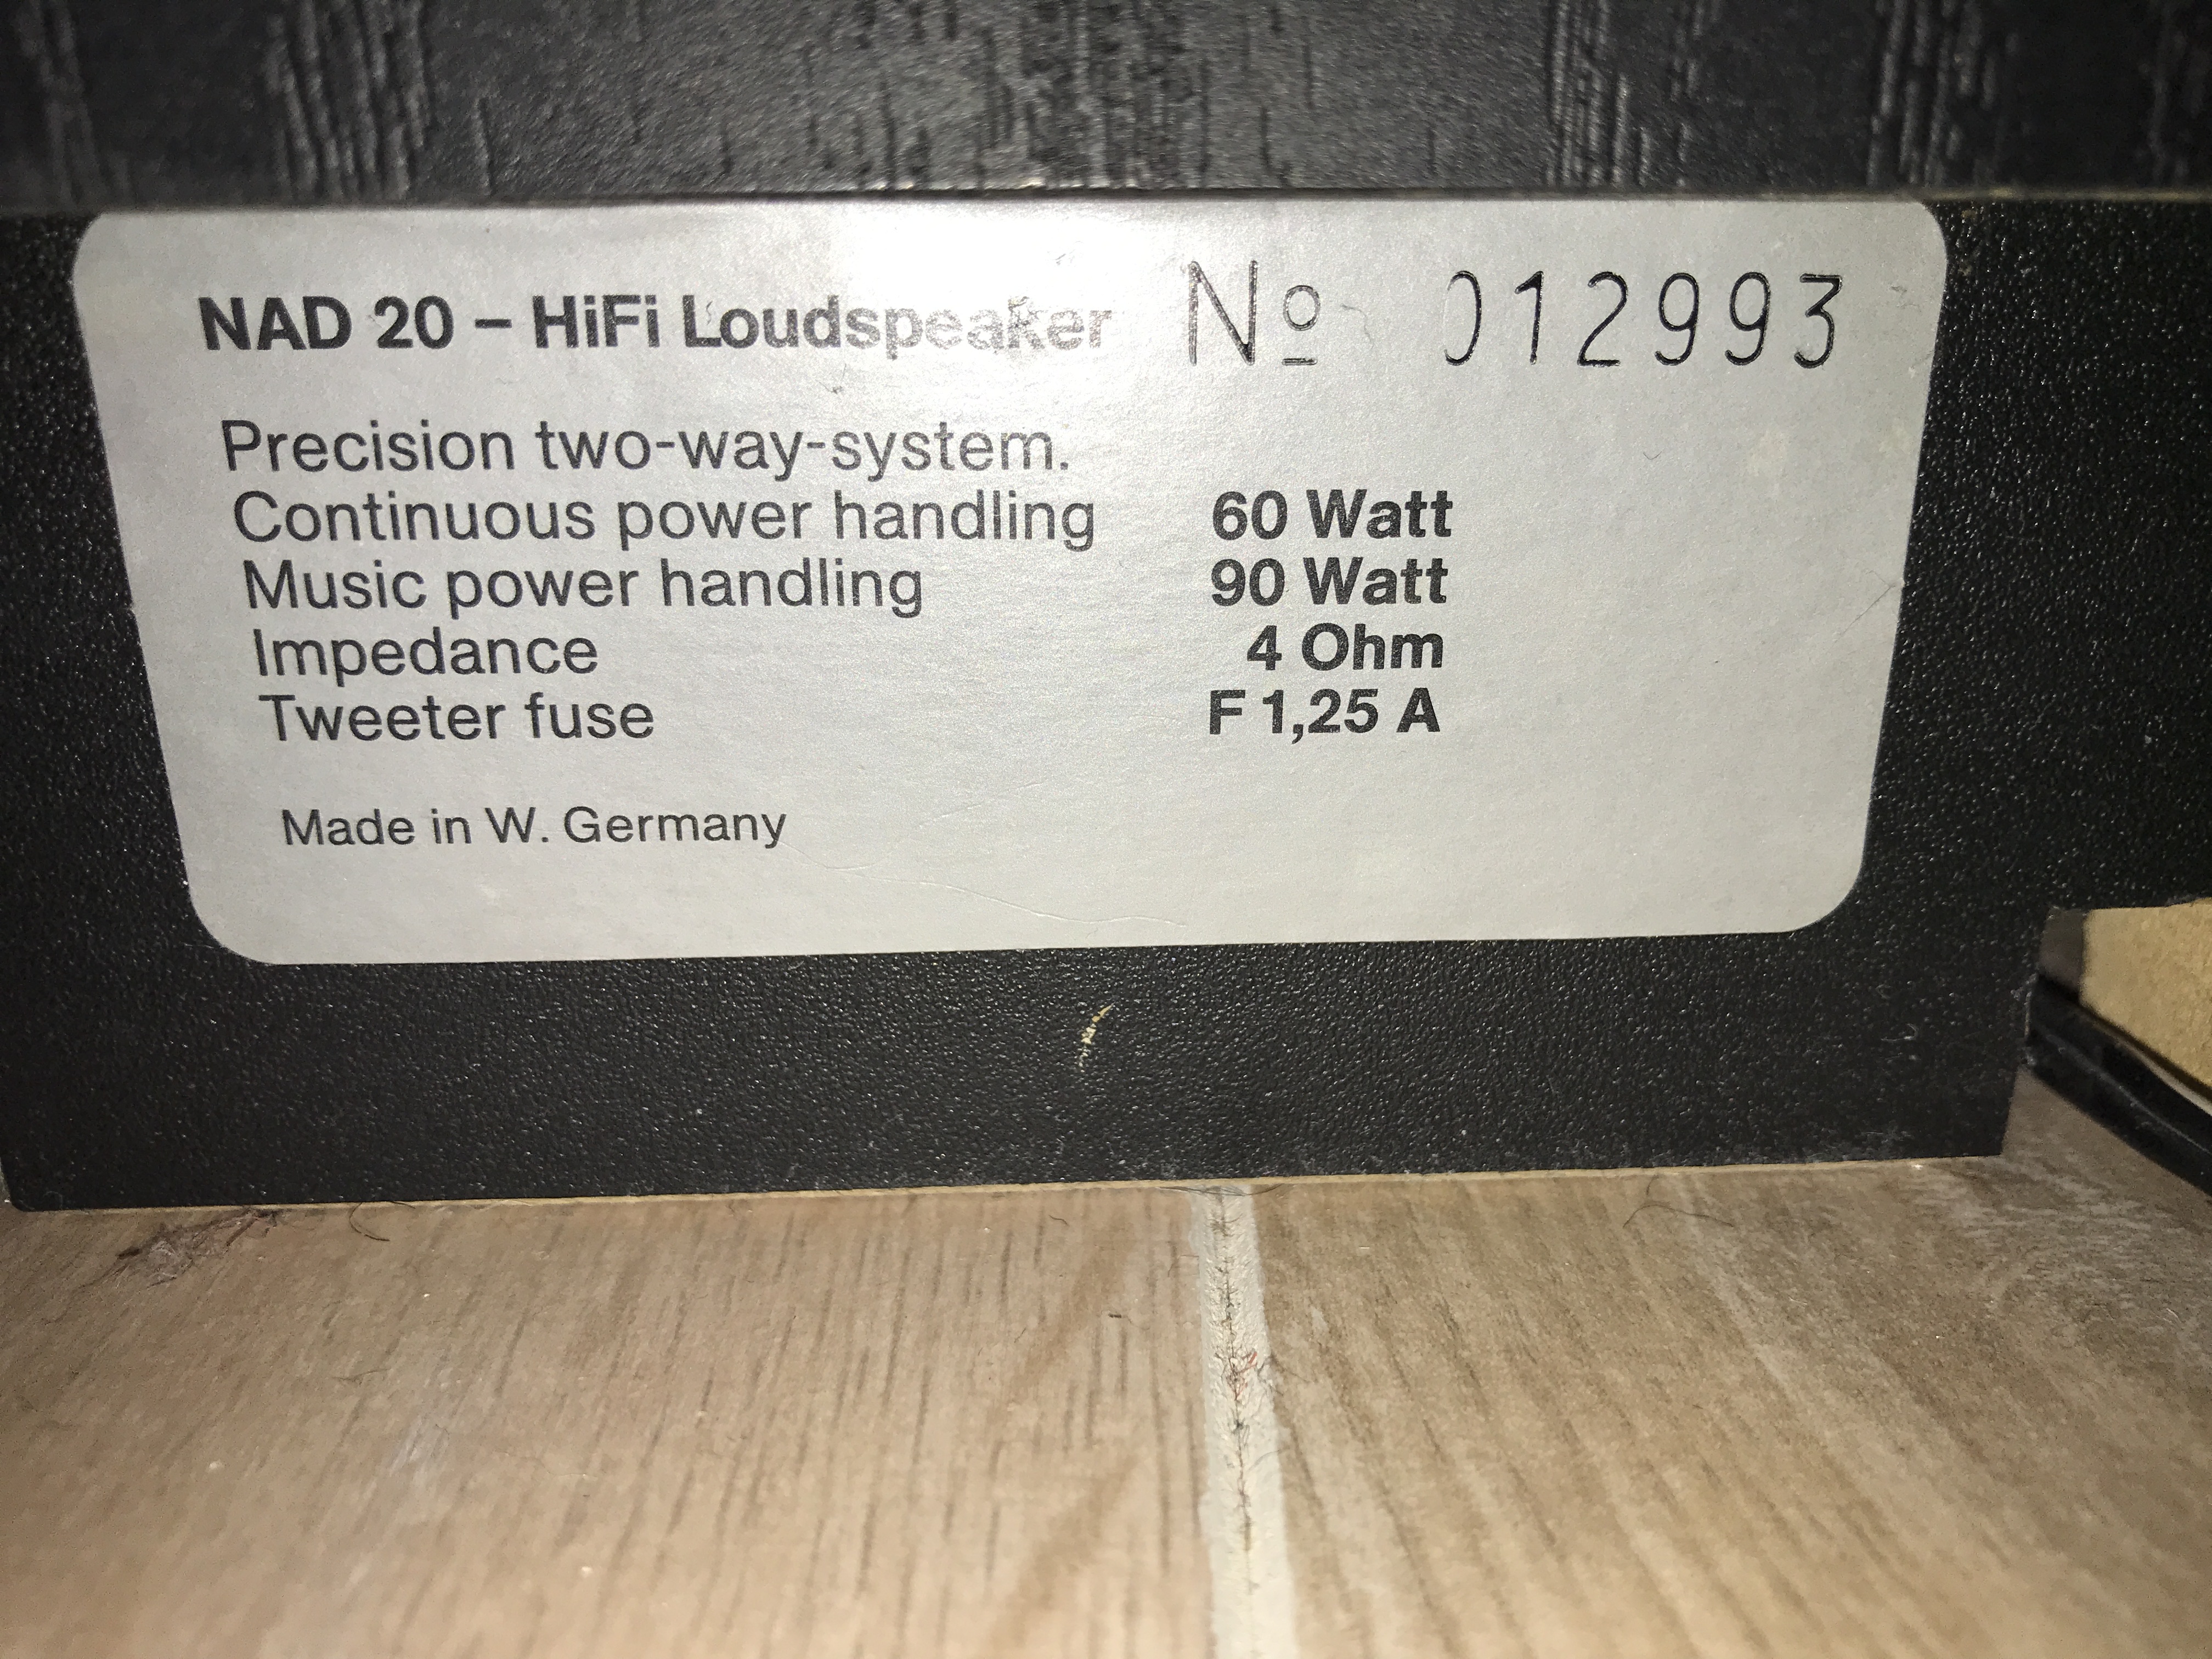 NAD 20 – HiFi Loudspeaker Nº 012993
Precision two-way-system.
Continuous power handling 60 Watt
Music power handling 90 Watt
Impedance 4 Ohm
Tweeter fuse F 1,25 A
Made in W. Germany